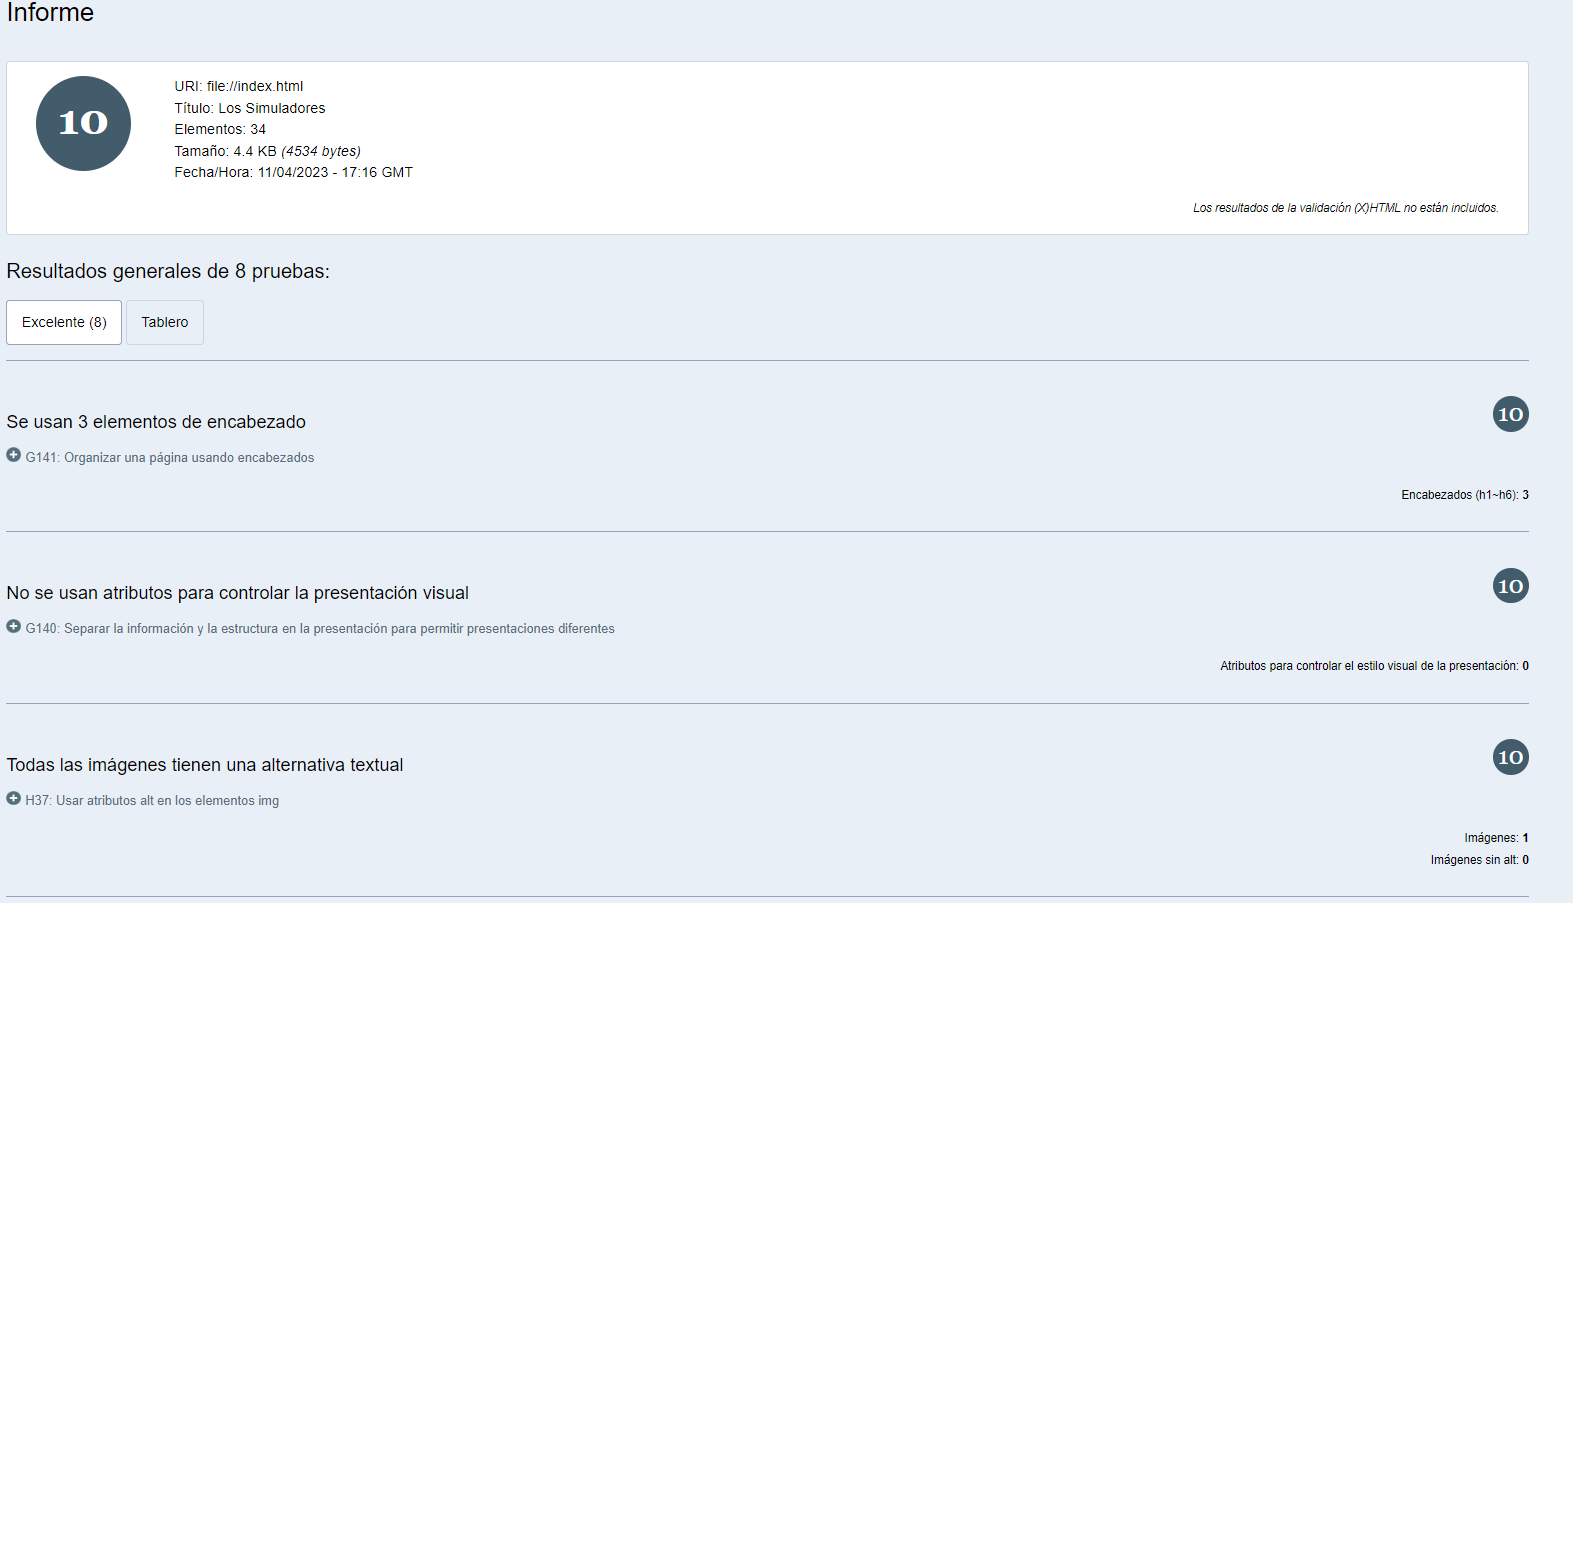 Informe
10
URI: file://index.html
Título: Los Simuladores
Elementos: 34
Tamaño: 4.4 KB (4534 bytes)
Fecha/Hora: 11/04/2023 - 17:16 GMT
Los resultados de la validación (X)HTML no están incluidos.
Resultados generales de 8 pruebas:
Excelente (8) Tablero
Se usan 3 elementos de encabezado
10
G141: Organizar una página usando encabezados
Encabezados (h1~h6): 3
No se usan atributos para controlar la presentación visual
10
G140: Separar la información y la estructura en la presentación para permitir presentaciones diferentes
Atributos para controlar el estilo visual de la presentación: 0
Todas las imágenes tienen una alternativa textual
10
H37: Usar atributos alt en los elementos img
Imágenes: 1
Imágenes sin alt: 0